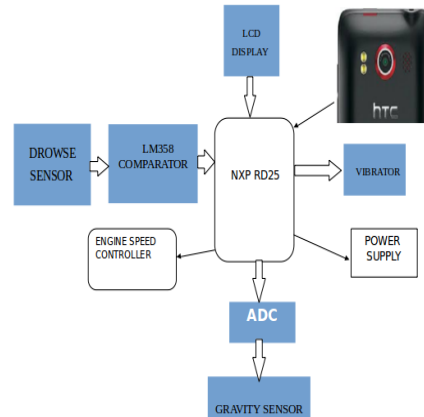 LCD
DISPLAY
hTC
DROWSE
SENSOR
LM358
COMPARATOR
NXP RD25
VIBRATOR
ENGINE SPEED
CONTROLLER
POWER
SUPPLY
ADC
GRAVITY SENSOR